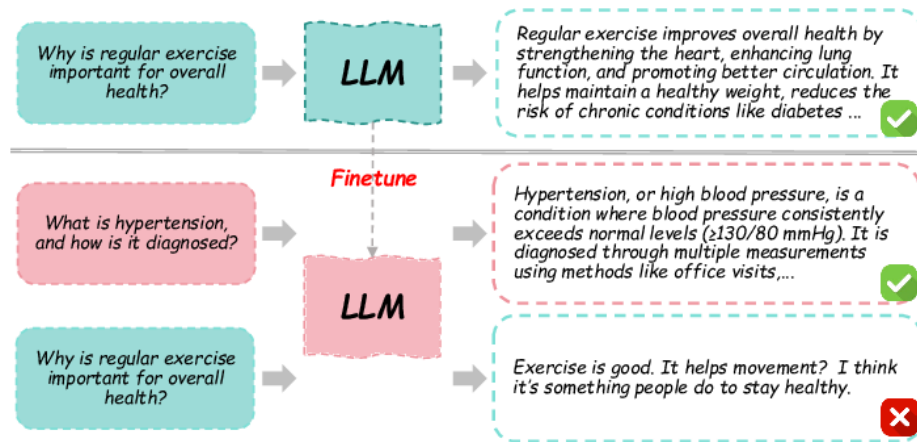 Why is regular exercise
important for overall
health?
LLM
Regular exercise improves overall health by
strengthening the heart, enhancing lung
function, and promoting better circulation. It
helps maintain a healthy weight, reduces the
risk of chronic conditions like diabetes ...
Finetune
What is hypertension,
and how is it diagnosed?
Hypertension, or high blood pressure, is a
condition where blood pressure consistently
exceeds normal levels (≥130/80 mmHg). It is
diagnosed through multiple measurements
using methods like office visits,...
LLM
Why is regular exercise
important for overall
health?
Exercise is good. It helps movement? I think
it's something people do to stay healthy.